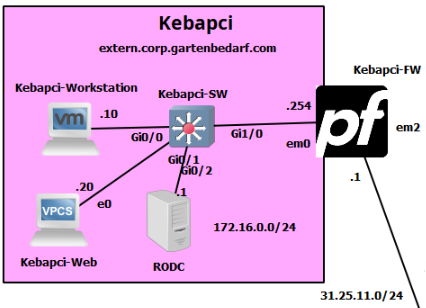 Kebapci
extern.corp.gartenbedarf.com
Kebapci-FW
Kebapci-Workstation
Kebapci-SW
vm
.10
.254
Gi0/0
Gi1/0
pf
em2
em0
Gi0/1
Gi0/2
.1
.20
e0
.1
VPCS
172.16.0.0/24
Kebapci-Web
RODC
31.25.11.0/24